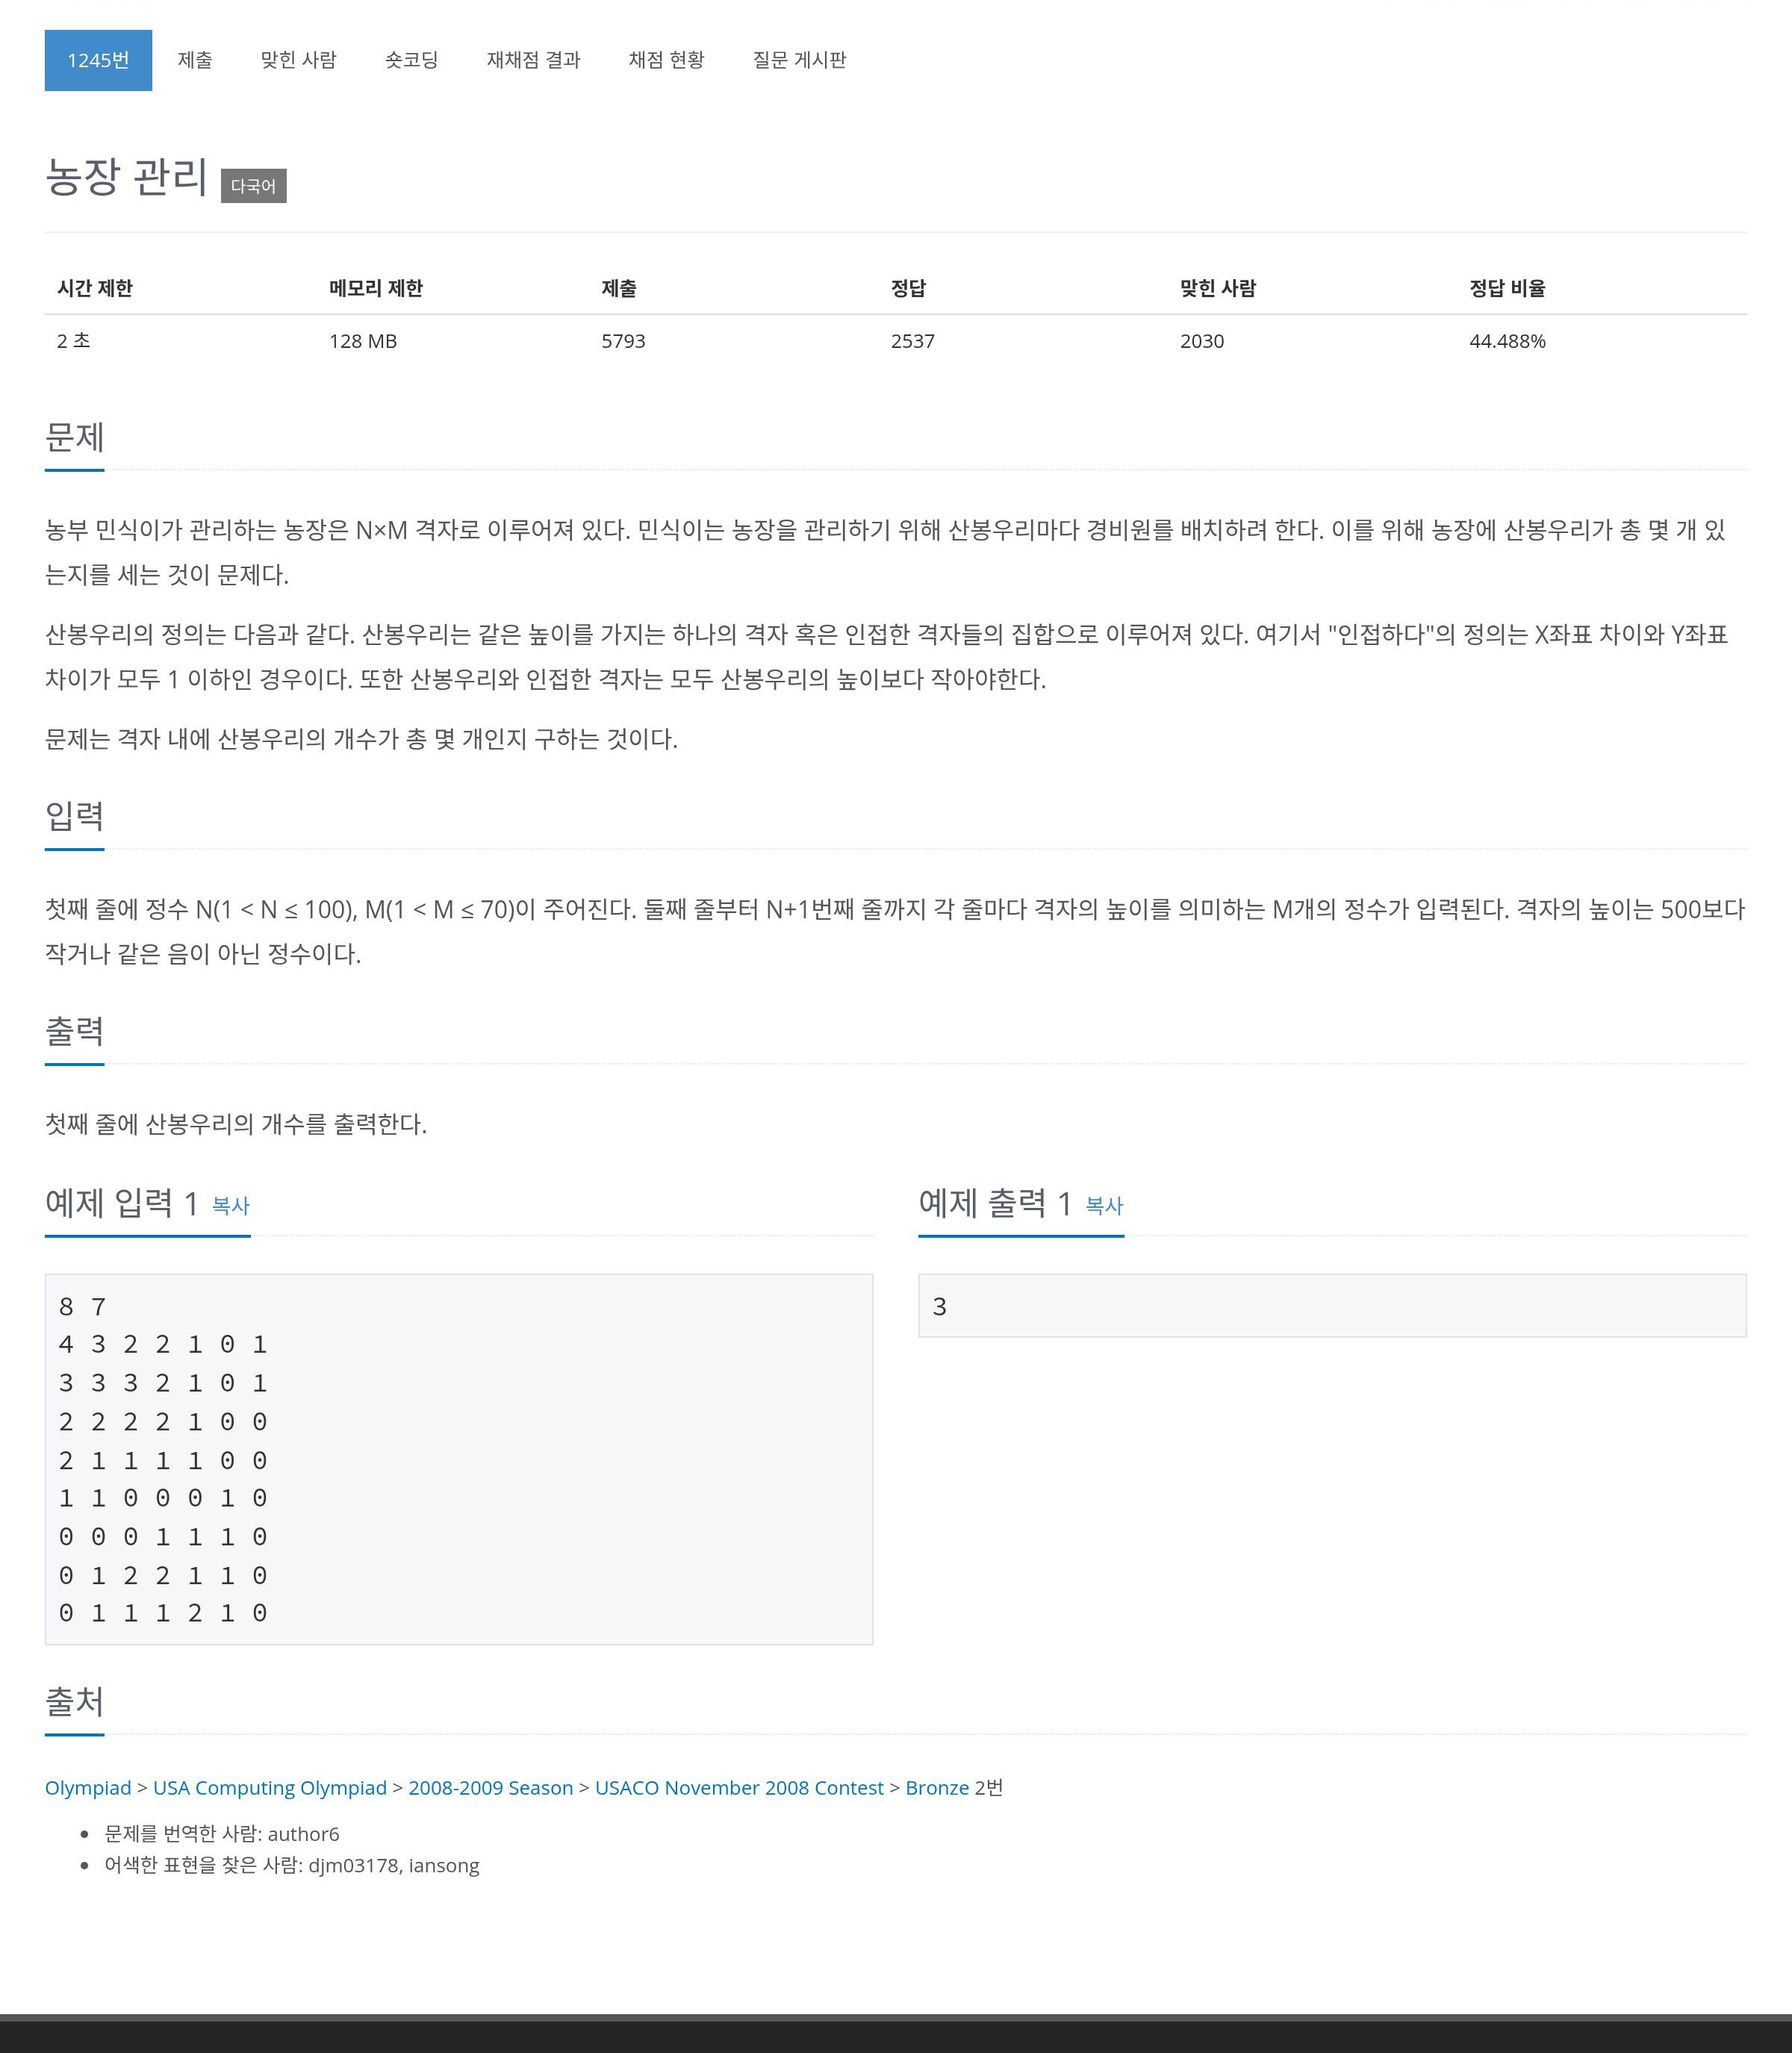 1245번 제출 맞힌 사람 숏코딩 재채점 결과 채점 현황 질문 게시판
농장 관리 다국어
시간 제한 메모리 제한 제출 정답 맞힌 사람 정답 비율
2 초 128 MB 5793 2537 2030 44.488%
문제
농부 민식이가 관리하는 농장은 N×M 격자로 이루어져 있다. 민식이는 농장을 관리하기 위해 산봉우리마다 경비원를 배치하려 한다. 이를 위해 농장에 산봉우리가 총 몇 개 있
는지를 세는 것이 문제다.
산봉우리의 정의는 다음과 같다. 산봉우리는 같은 높이를 가지는 하나의 격자 혹은 인접한 격자들의 집합으로 이루어져 있다. 여기서 "인접하다"의 정의는 X좌표 차이와 Y좌표
차이가 모두 1 이하인 경우이다. 또한 산봉우리와 인접한 격자는 모두 산봉우리의 높이보다 작아야한다.
문제는 격자 내에 산봉우리의 개수가 총 몇 개인지 구하는 것이다.
입력
첫째 줄에 정수 N(1 < N ≤ 100), M(1 < M ≤ 70)이 주어진다. 둘째 줄부터 N+1번째 줄까지 각 줄마다 격자의 높이를 의미하는 M개의 정수가 입력된다. 격자의 높이는 500보다
작거나 같은 음이 아닌 정수이다.
출력
첫째 줄에 산봉우리의 개수를 출력한다.
예제 입력 1 복사
8 7
4 3 2 2 1 0 1
3 3 3 2 1 0 1
2 2 2 2 1 0 0
2 1 1 1 1 0 0
1 1 0 0 0 1 0
0 0 0 1 1 1 0
0 1 2 2 1 1 0
0 1 1 1 2 1 0
예제 출력 1 복사
3
출처
Olympiad > USA Computing Olympiad > 2008-2009 Season > USACO November 2008 Contest > Bronze 2번
문제를 번역한 사람: author6
어색한 표현을 찾은 사람: djm03178, iansong